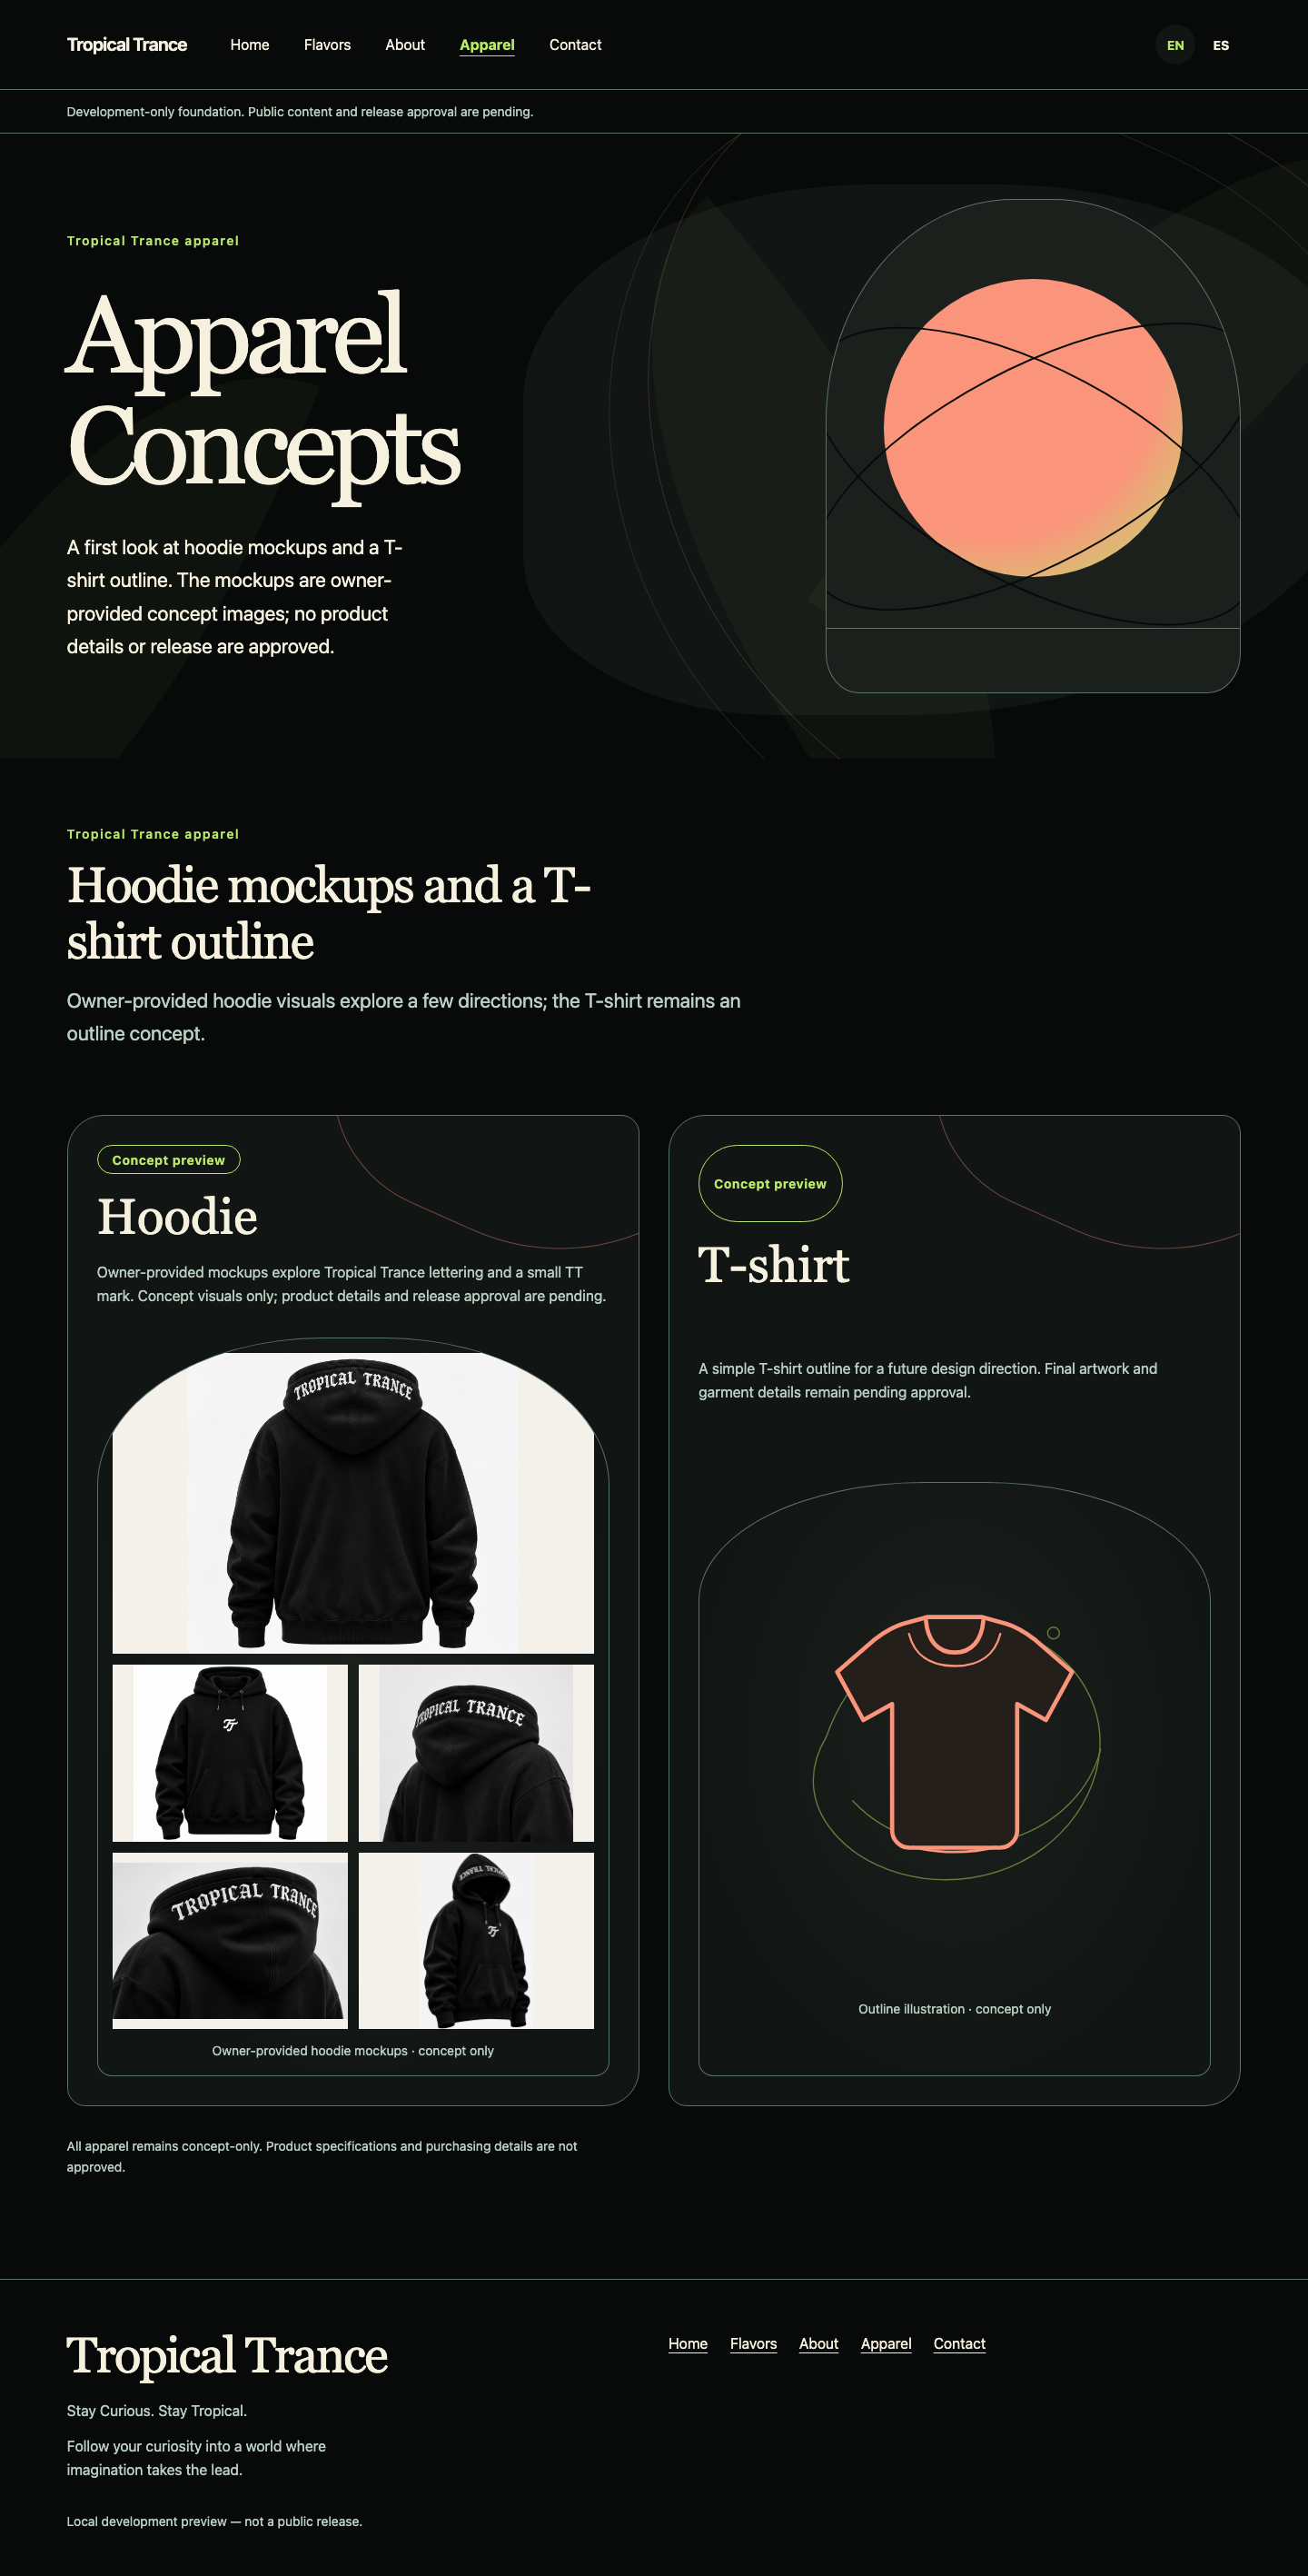 Tropical Trance
Home
Flavors
About
Apparel
Contact
EN
ES
Development-only foundation. Public content and release approval are pending.
Tropical Trance apparel
Apparel
Concepts
A first look at hoodie mockups and a T-
shirt outline. The mockups are owner-
provided concept images; no product
details or release are approved.
Tropical Trance apparel
Hoodie mockups and a T-
shirt outline
Owner-provided hoodie visuals explore a few directions; the T-shirt remains an
outline concept.
Concept preview
Hoodie
Owner-provided mockups explore Tropical Trance lettering and a small TT
mark. Concept visuals only; product details and release approval are pending.
TROPICAL TRANCE
TT
TROPICAL TRANCE
TROPICAL TRANCE
TROPICAL TRANCE
TT
Owner-provided hoodie mockups · concept only
Concept preview
T-shirt
A simple T-shirt outline for a future design direction. Final artwork and
garment details remain pending approval.
Outline illustration · concept only
All apparel remains concept-only. Product specifications and purchasing details are not
approved.
Tropical Trance
Stay Curious. Stay Tropical.
Follow your curiosity into a world where
imagination takes the lead.
Local development preview — not a public release.
Home
Flavors
About
Apparel
Contact